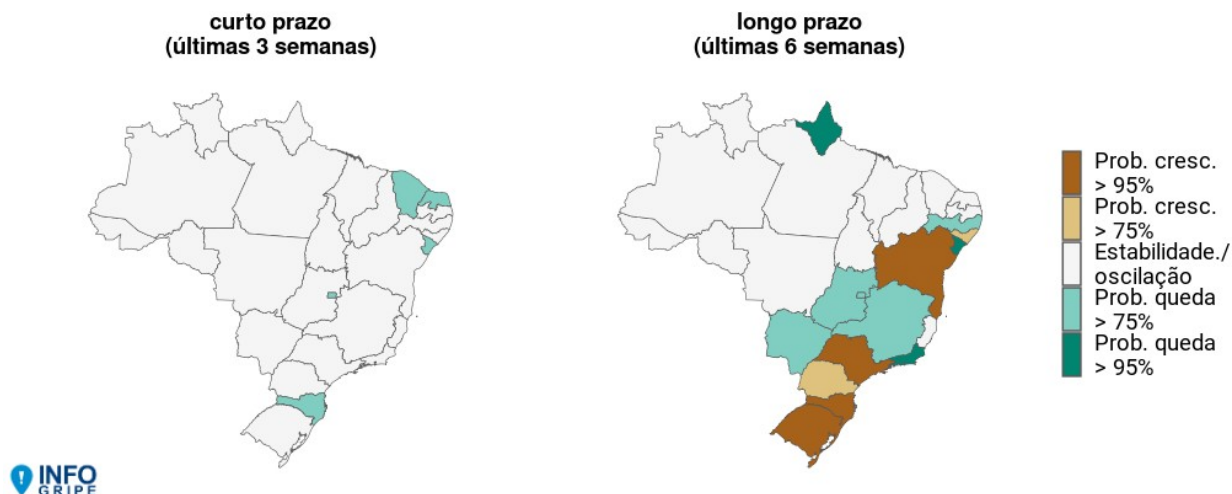 curto prazo
(últimas 3 semanas)
longo prazo
(últimas 6 semanas)
Prob. cresc.
> 95%
Prob. cresc.
> 75%
Estabilidade./
oscilação
Prob. queda
> 75%
Prob. queda
> 95%
INFO
GRIPE